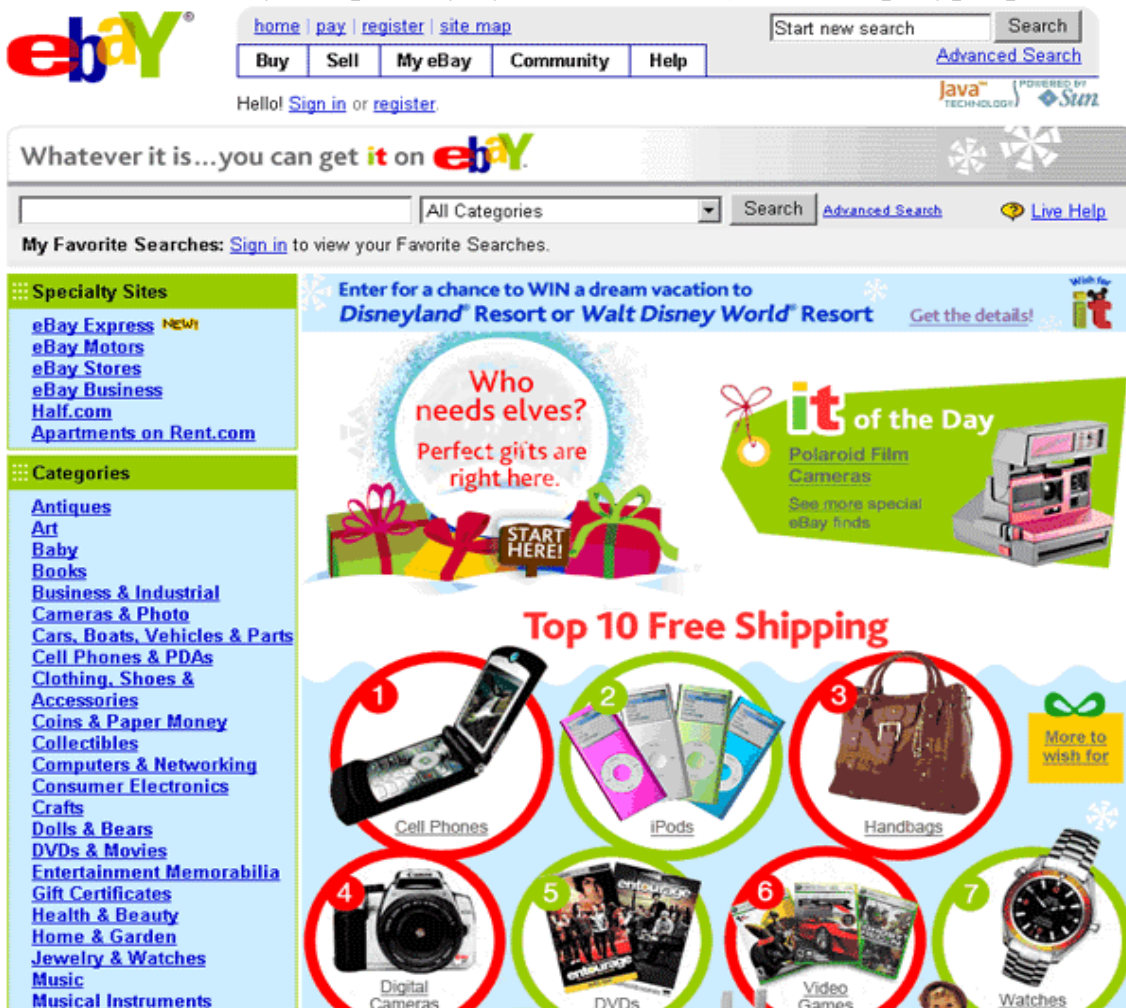 ebaY®
home | pay | register | site map
Start new search Search
Buy Sell My eBay Community Help
Advanced Search
Hello! Sign in or register.
Java™ TECHNOLOGY POWERED BY Sun
Whatever it is...you can get it on ebaY.
All Categories Search Advanced Search Live Help
My Favorite Searches: Sign in to view your Favorite Searches.
Specialty Sites
eBay Express NEW!
eBay Motors
eBay Stores
eBay Business
Half.com
Apartments on Rent.com
Categories
Antiques
Art
Baby
Books
Business & Industrial
Cameras & Photo
Cars, Boats, Vehicles & Parts
Cell Phones & PDAs
Clothing, Shoes &
Accessories
Coins & Paper Money
Collectibles
Computers & Networking
Consumer Electronics
Crafts
Dolls & Bears
DVDs & Movies
Entertainment Memorabilia
Gift Certificates
Health & Beauty
Home & Garden
Jewelry & Watches
Music
Musical Instruments
Enter for a chance to WIN a dream vacation to
Disneyland® Resort or Walt Disney World® Resort
Get the details!
Wish for
it
Who
needs elves?
Perfect gifts are
right here.
START
HERE!
it of the Day
Polaroid Film
Cameras
See more special
eBay finds
Top 10 Free Shipping
1
Cell Phones
2
iPods
3
Handbags
More to
wish for
4
Digital
Cameras
5
entourage
entourage
DVDs
6
Video
Games
7
Watches